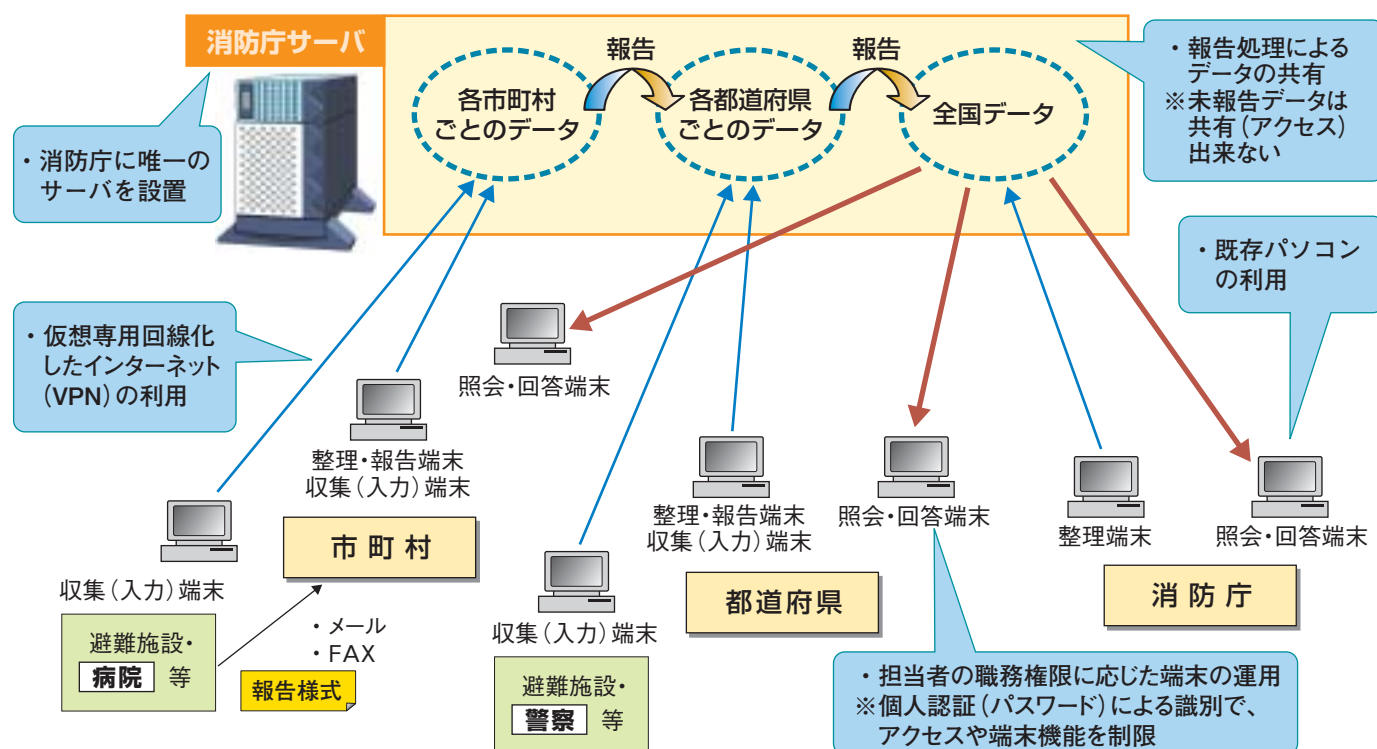 消防庁サーバ
報告
報告
各市町村
ごとのデータ
各都道府県
ごとのデータ
全国データ
・報告処理による
データの共有
※未報告データは
共有(アクセス)
出来ない
・消防庁に唯一の
サーバを設置
・既存パソコン
の利用
・仮想専用回線化
したインターネット
(VPN)の利用
照会・回答端末
整理・報告端末
収集(入力)端末
市町村
収集(入力)端末
避難施設・
病院 等
・メール
・FAX
報告様式
整理・報告端末
収集(入力)端末
都道府県
収集(入力)端末
避難施設・
警察 等
照会・回答端末
整理端末
照会・回答端末
消防庁
・担当者の職務権限に応じた端末の運用
※個人認証(パスワード)による識別で、
アクセスや端末機能を制限